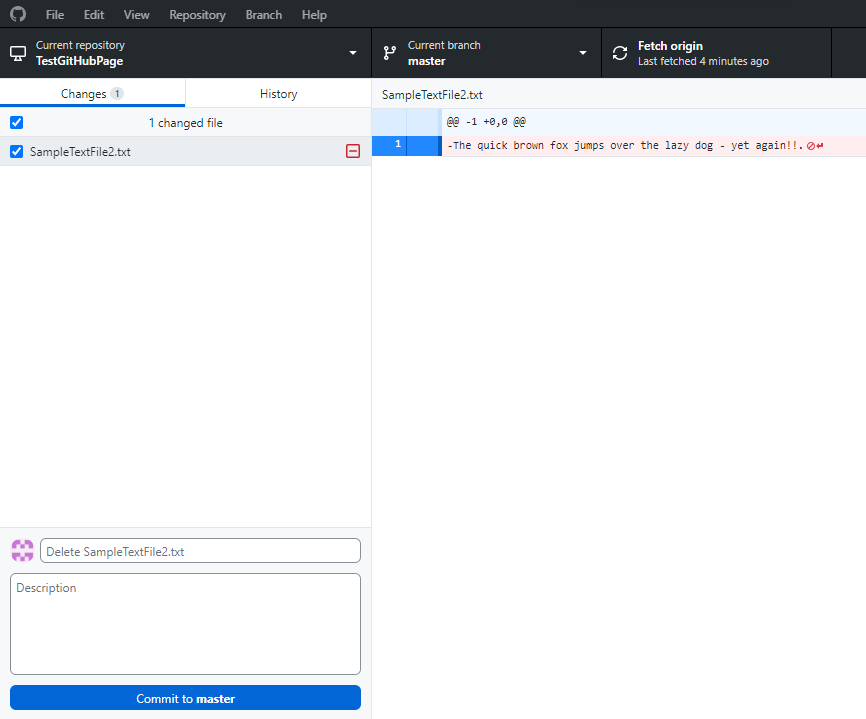 File Edit View Repository Branch Help
Current repository
TestGitHubPage
Current branch
master
Fetch origin
Last fetched 4 minutes ago
Changes 1
History
1 changed file
SampleTextFile2.txt
SampleTextFile2.txt
@@ -1 +0,0 @@
1 -The quick brown fox jumps over the lazy dog - yet again!!.
Delete SampleTextFile2.txt
Description
Commit to master